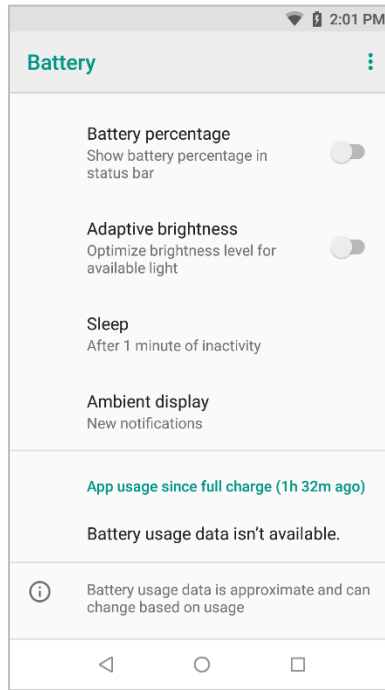 2:01 PM
Battery
Battery percentage
Show battery percentage in
status bar
Adaptive brightness
Optimize brightness level for
available light
Sleep
After 1 minute of inactivity
Ambient display
New notifications
App usage since full charge (1h 32m ago)
Battery usage data isn’t available.
Battery usage data is approximate and can
change based on usage